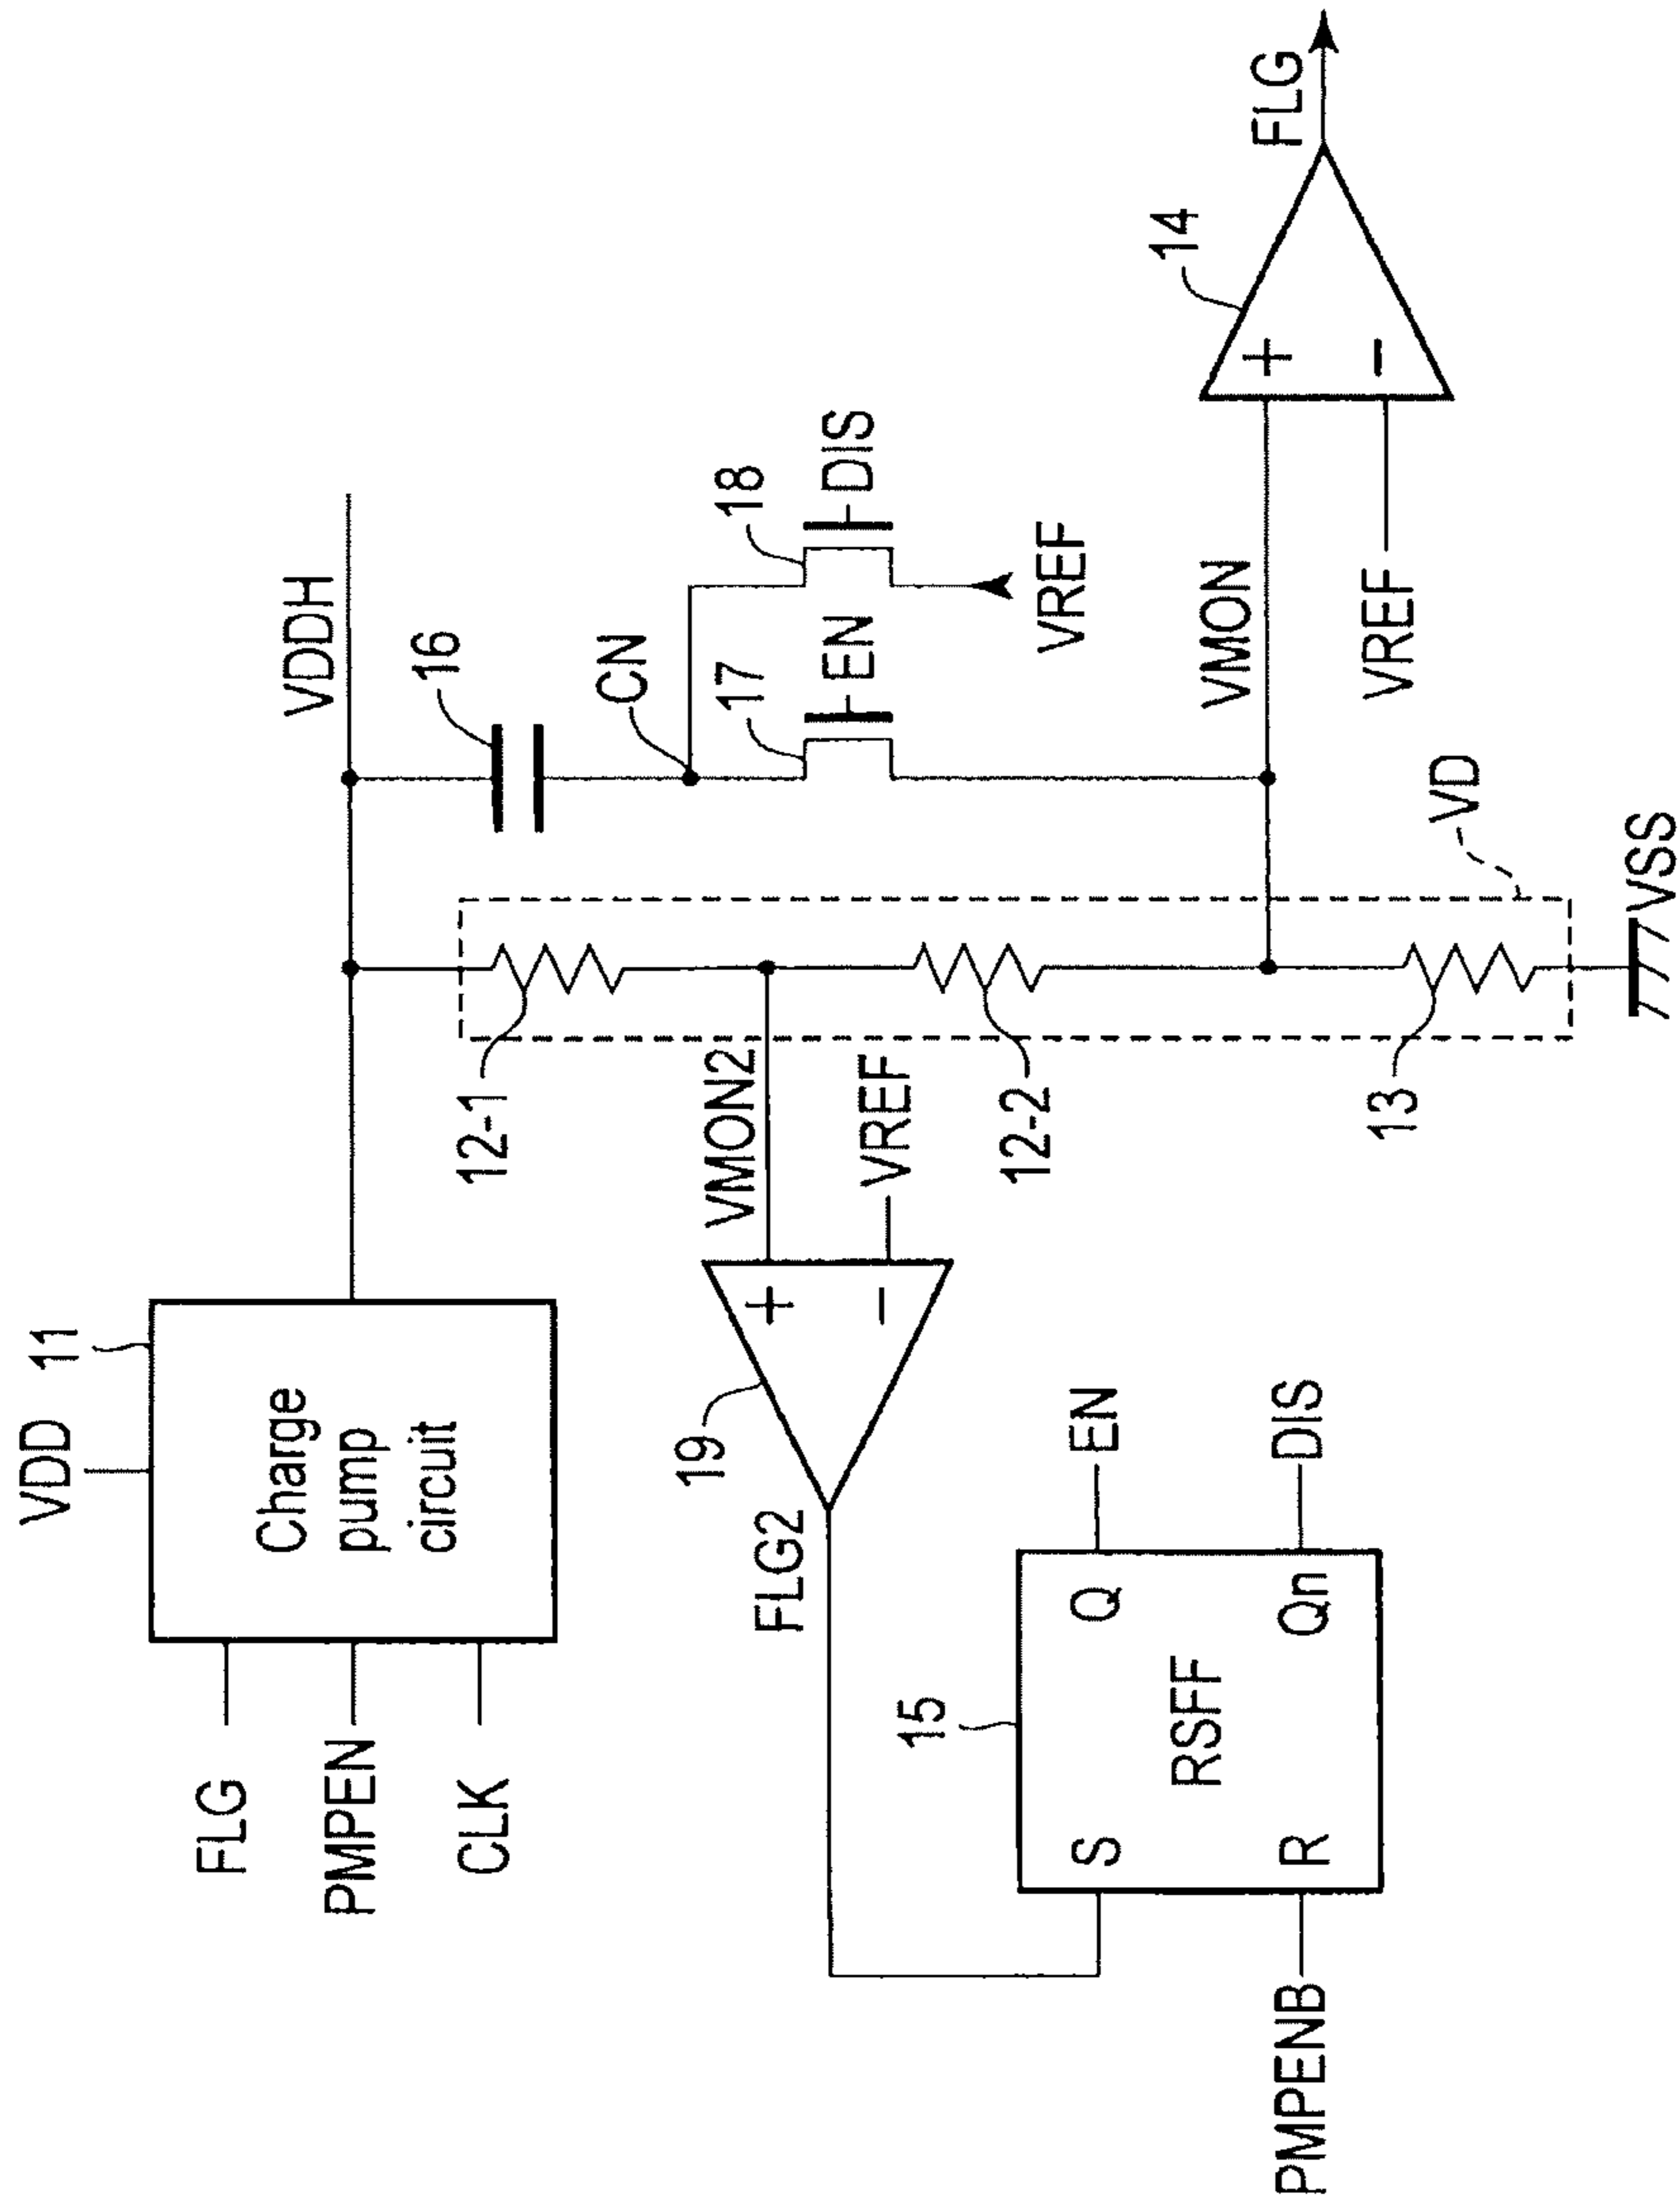 VDD
11
Charge
pump
circuit
FLG
PMPEN
CLK
VDDH
16
CN
18
DIS
17
EN
VREF
12-1
VMON2
VREF
12-2
19
+
-
FLG2
15
S
Q
RSFF
R
Qn
EN
DIS
PMPENB
VMON
VREF
14
+
-
FLG
VD
13
VSS